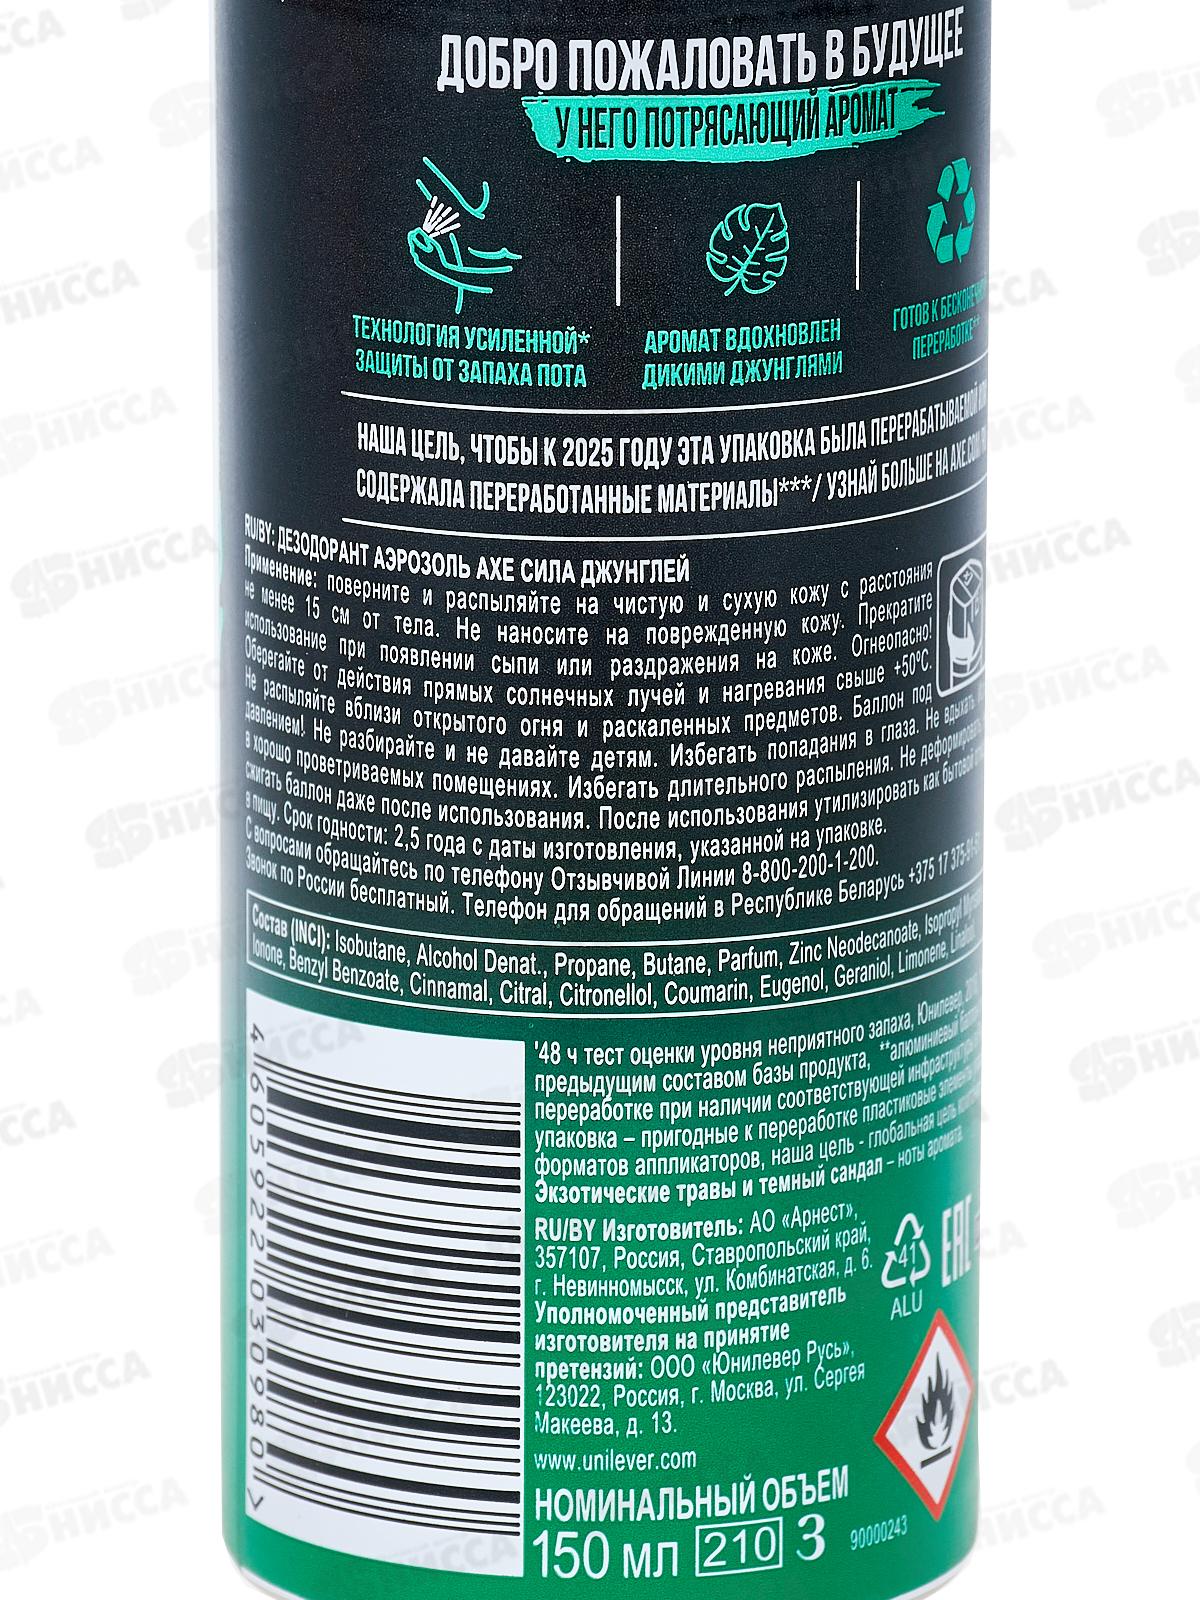 ДОБРО ПОЖАЛОВАТЬ В БУДУЩЕЕ
У НЕГО ПОТРЯСАЮЩИЙ АРОМАТ
ТЕХНОЛОГИЯ УСИЛЕННОЙ*
ЗАЩИТЫ ОТ ЗАПАХА ПОТА
АРОМАТ ВДОХНОВЛЕН
ДИКИМИ ДЖУНГЛЯМИ
ГОТОВ К
ПЕРЕРАБОТКЕ**
НАША ЦЕЛЬ, ЧТОБЫ К 2025 ГОДУ ЭТА УПАКОВКА БЫЛА ПЕРЕРАБАТЫВАЕМОЙ
СОДЕРЖАЛА ПЕРЕРАБОТАННЫЕ МАТЕРИАЛЫ***/ УЗНАЙ БОЛЬШЕ НА AXE.COM
RU/BY: ДЕЗОДОРАНТ АЭРОЗОЛЬ AXE СИЛА ДЖУНГЛЕЙ
Применение: поверните и распыляйте на чистую и сухую кожу с расстояния
не менее 15 см от тела. Не наносите на поврежденную кожу. Прекратите
использование при появлении сыпи или раздражения на коже. Огнеопасно!
Оберегайте от действия прямых солнечных лучей и нагревания свыше +50°С.
Не распыляйте вблизи открытого огня и раскаленных предметов. Баллон под
давлением! Не разбирайте и не давайте детям. Избегать попадания в глаза. Не вдыхать
в хорошо проветриваемых помещениях. Избегать длительного распыления. Не деформировать
сжигать баллон даже после использования. После использования утилизировать как бытовой
в пищу. Срок годности: 2,5 года с даты изготовления, указанной на упаковке.
С вопросами обращайтесь по телефону Отзывчивой Линии 8-800-200-1-200.
Звонок по России бесплатный. Телефон для обращений в Республике Беларусь +375 17
Состав (INCI): Isobutane, Alcohol Denat., Propane, Butane, Parfum, Zinc Neodecanoate, Isopropyl
Ionone, Benzyl Benzoate, Cinnamal, Citral, Citronellol, Coumarin, Eugenol, Geraniol, Limonene, Linalool
*48 ч тест оценки уровня неприятного запаха, Юнилевер,
предыдущим составом базы продукта, **алюминиевый баллон
переработке при наличии соответствующей инфраструктуры
упаковка – пригодные к переработке пластиковые элементы
форматов аппликаторов, наша цель - глобальная цель
Экзотические травы и темный сандал – ноты аромата.
RU/BY Изготовитель: АО «Арнест»,
357107, Россия, Ставропольский край,
г. Невинномысск, ул. Комбинатская, д. 6.
Уполномоченный представитель
изготовителя на принятие
претензий: ООО «Юнилевер Русь»,
123022, Россия, г. Москва, ул. Сергея
Макеева, д. 13.
www.unilever.com
НОМИНАЛЬНЫЙ ОБЪЕМ
150 мл 210 3
90000243
41
ALU
EAC
4 605922 030980 >
НИССА